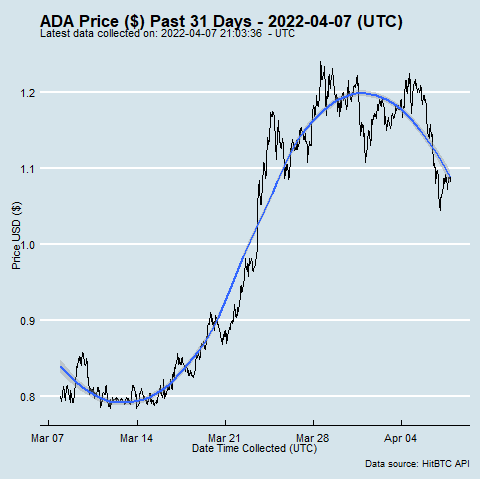 ADA Price ($) Past 31 Days - 2022-04-07 (UTC)
Latest data collected on: 2022-04-07 21:03:36 - UTC
1.2
1.1
1.0
0.9
0.8
Price USD ($)
Mar 07 Mar 14 Mar 21 Mar 28 Apr 04
Date Time Collected (UTC)
Data source: HitBTC API